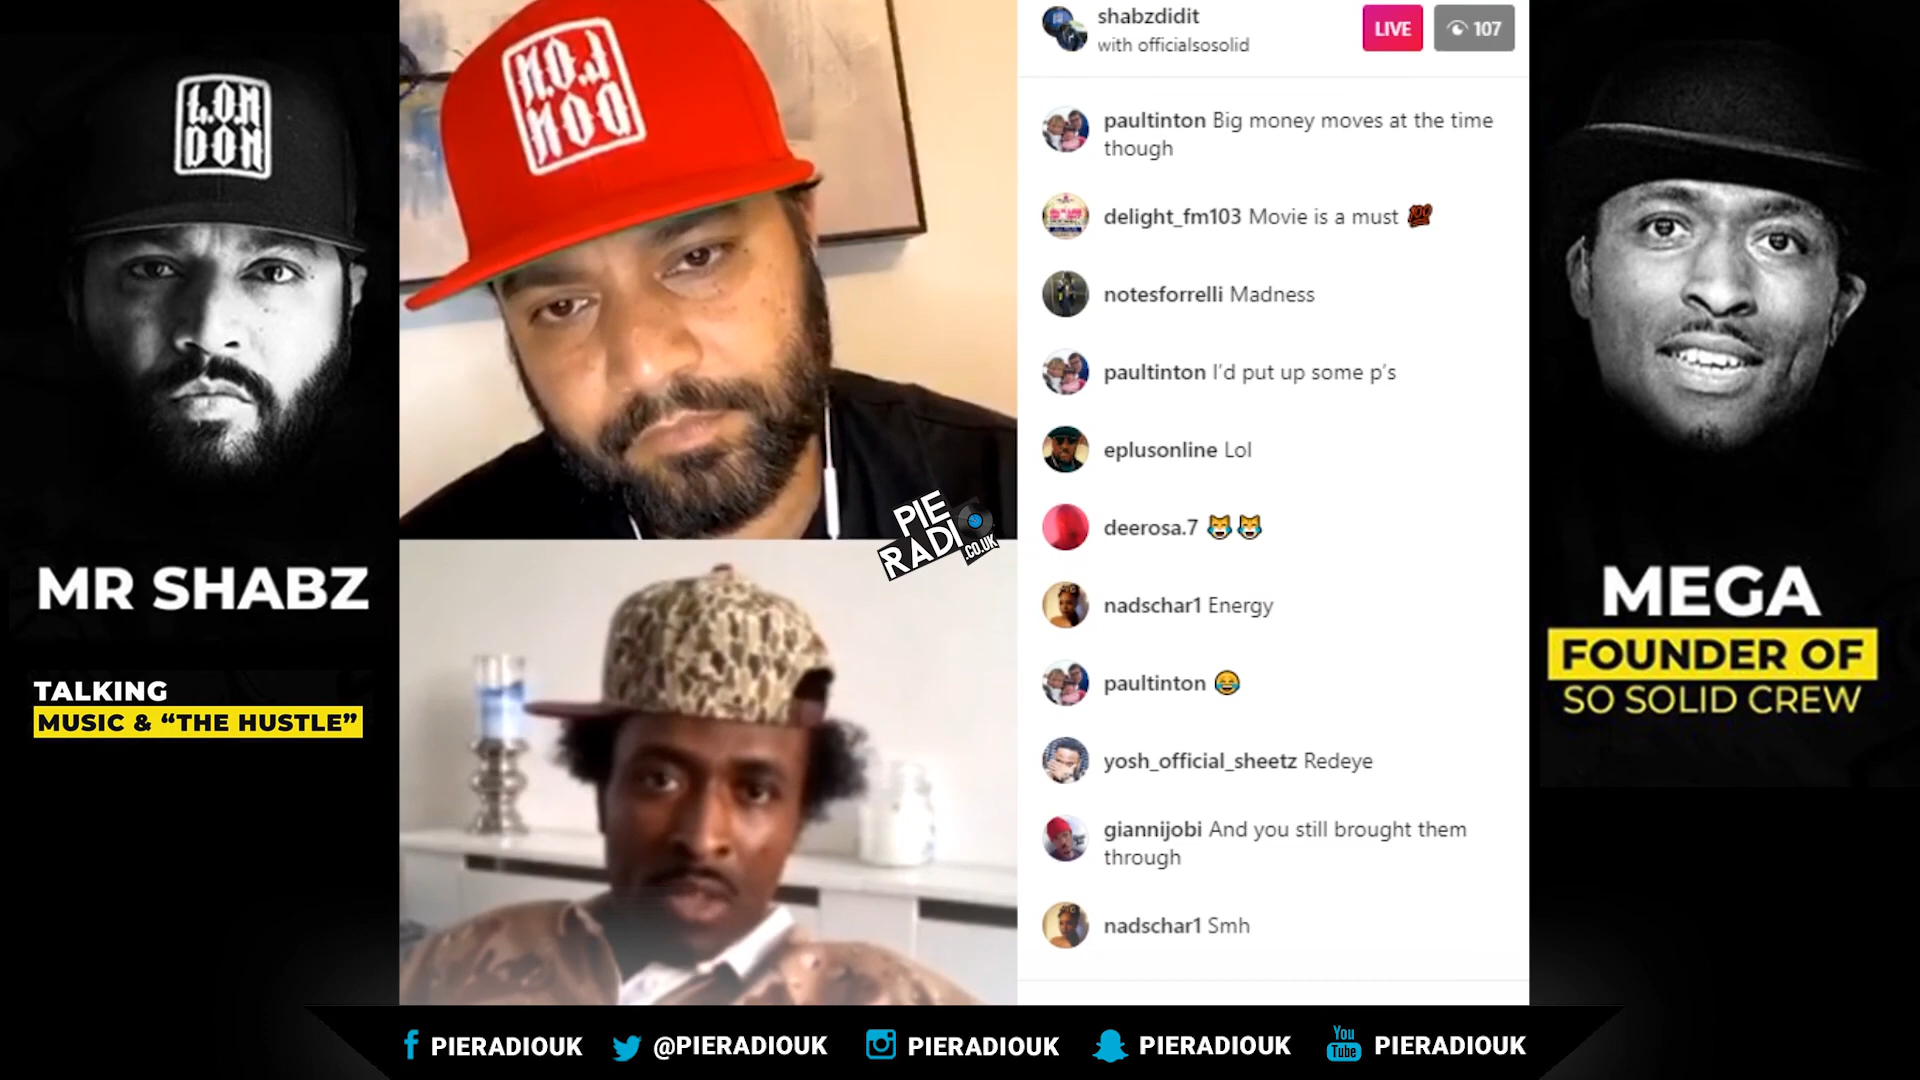 LON
DON
MR SHABZ
TALKING
MUSIC & “THE HUSTLE”
LON
DON
PIE
RADIO
.CO.UK
shabzdidit
with officialsosolid
LIVE
107
paultinton Big money moves at the time
though
delight_fm103 Movie is a must 💯
notesforrelli Madness
paultinton I’d put up some p’s
eplusonline Lol
deerosa.7 😹 😹
nadschar1 Energy
paultinton 😂
yosh_official_sheetz Redeye
giannijobi And you still brought them
through
nadschar1 Smh
MEGA
FOUNDER OF
SO SOLID CREW
PIERADIOUK
@PIERADIOUK
PIERADIOUK
PIERADIOUK
You
Tube
PIERADIOUK